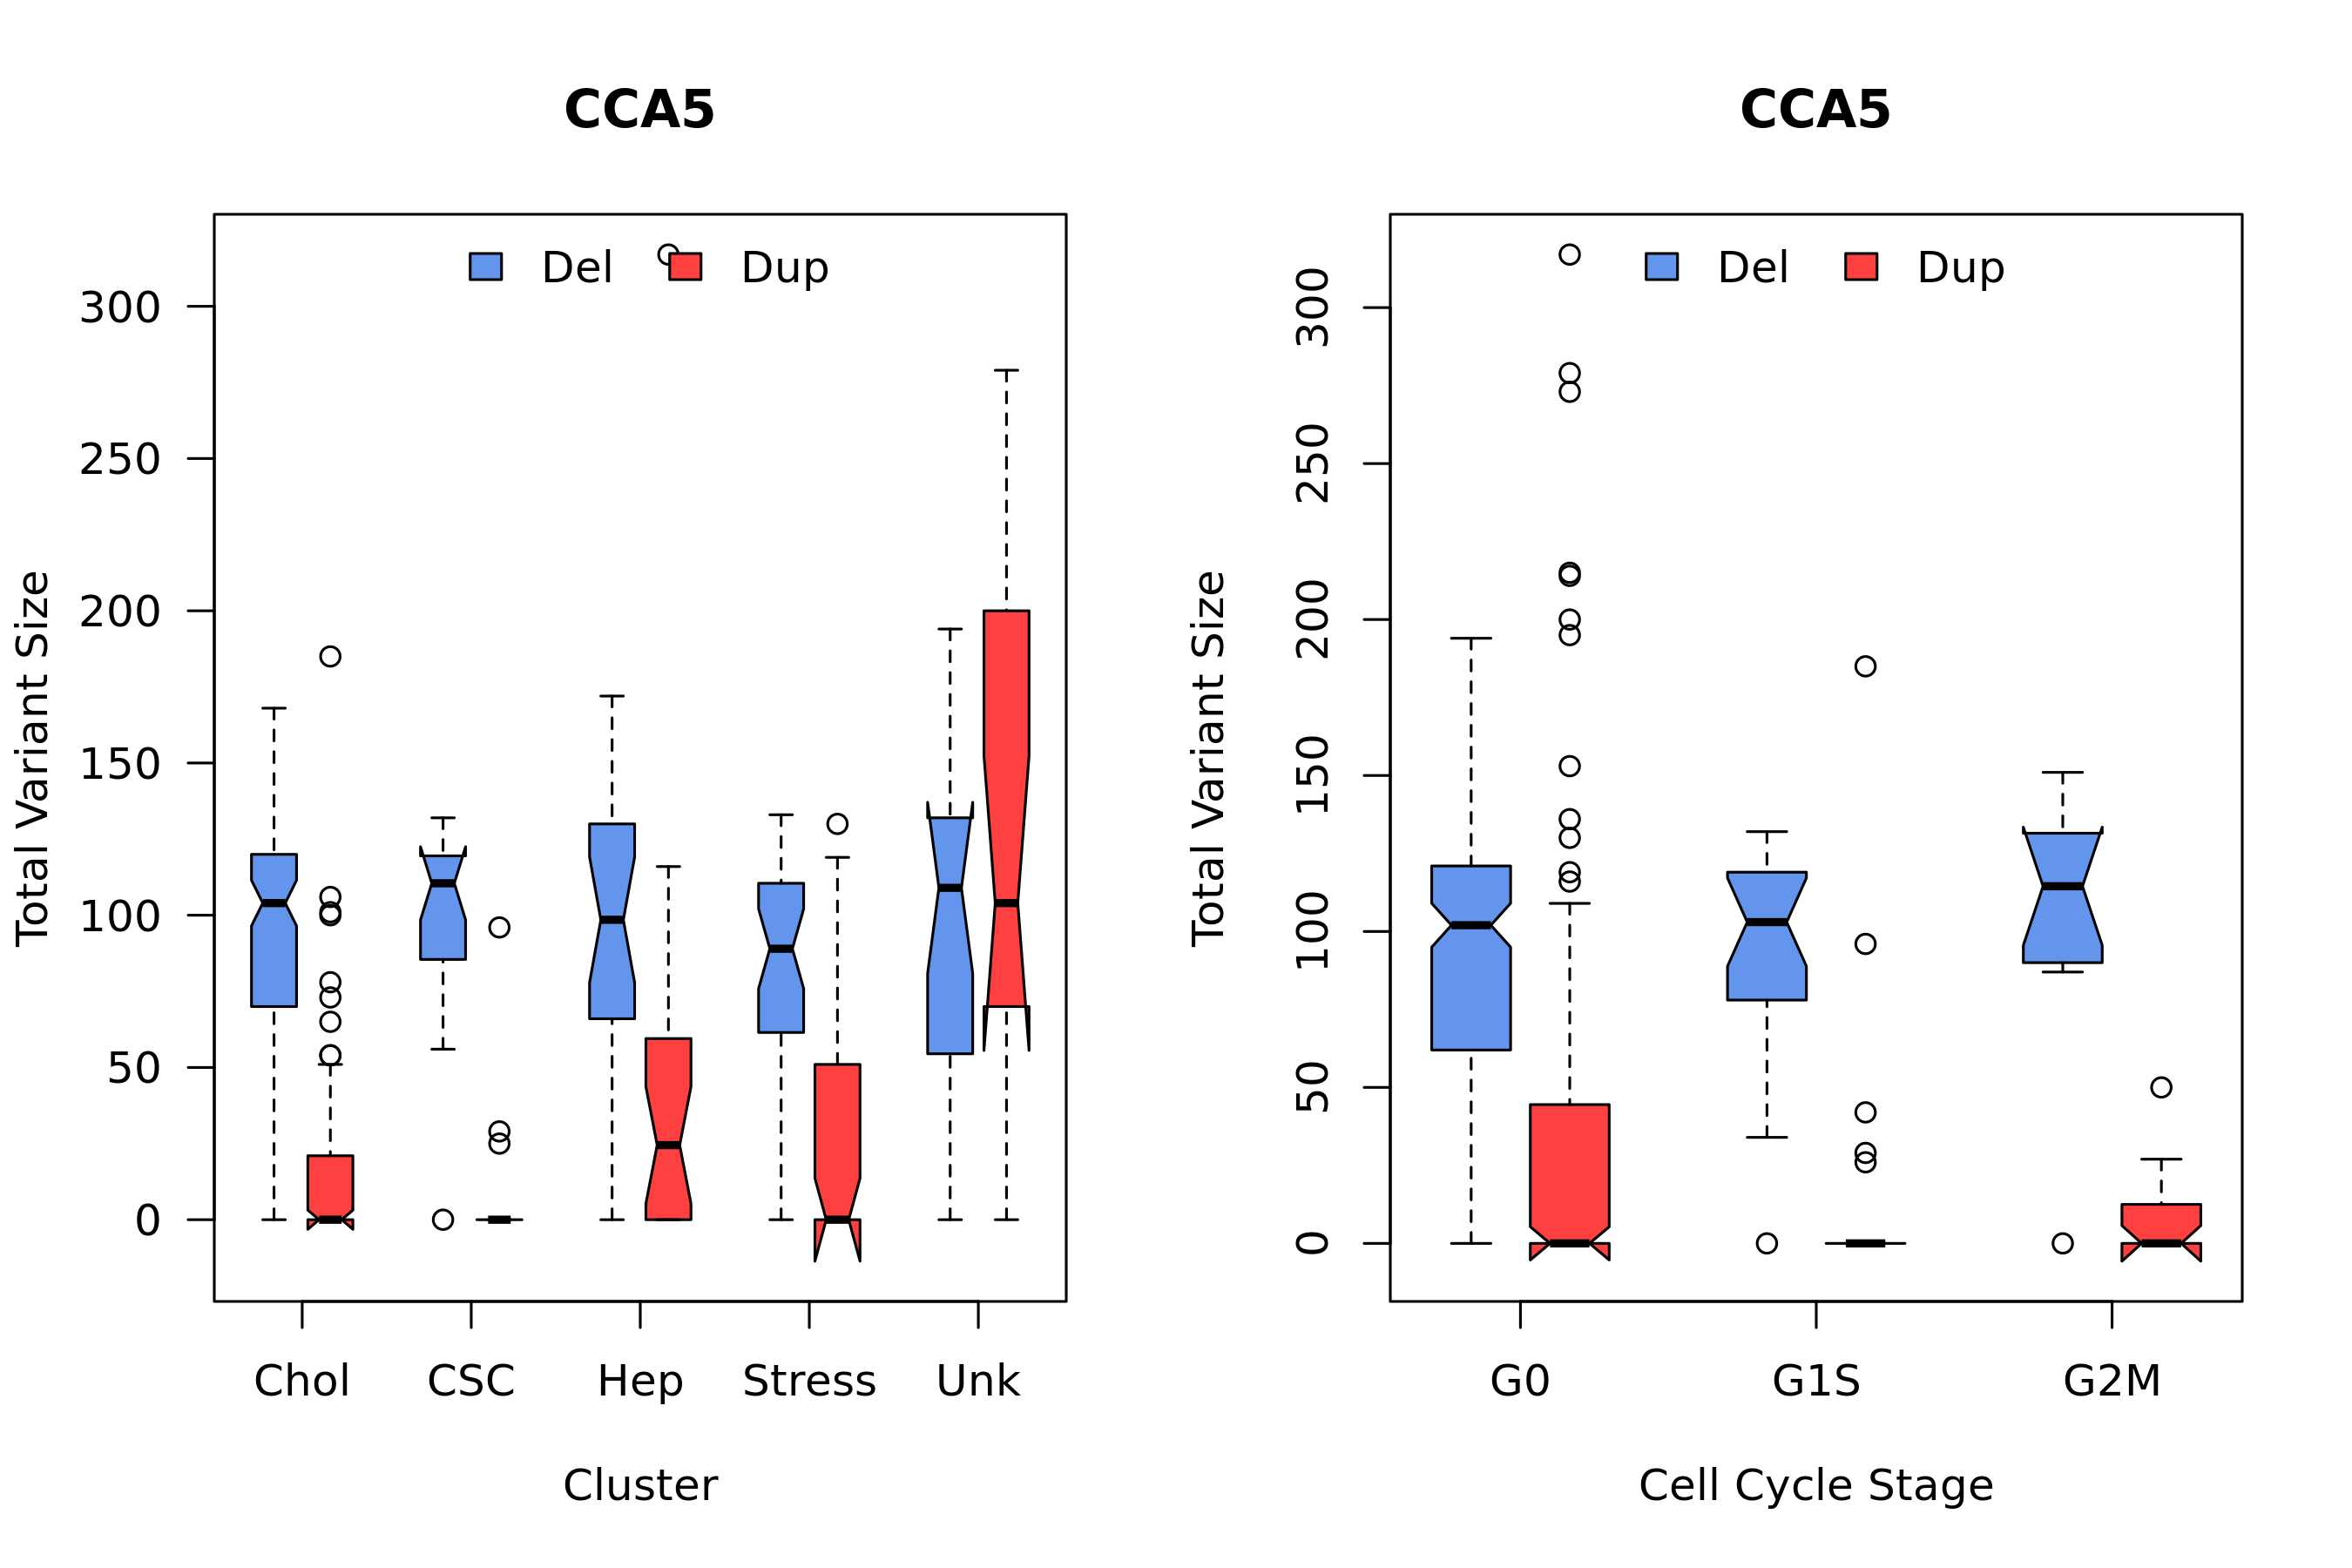 CCA5
Del Dup
Total Variant Size
300
250
200
150
100
50
0
Chol CSC Hep Stress Unk
Cluster
CCA5
Del Dup
Total Variant Size
300
250
200
150
100
50
0
G0 G1S G2M
Cell Cycle Stage